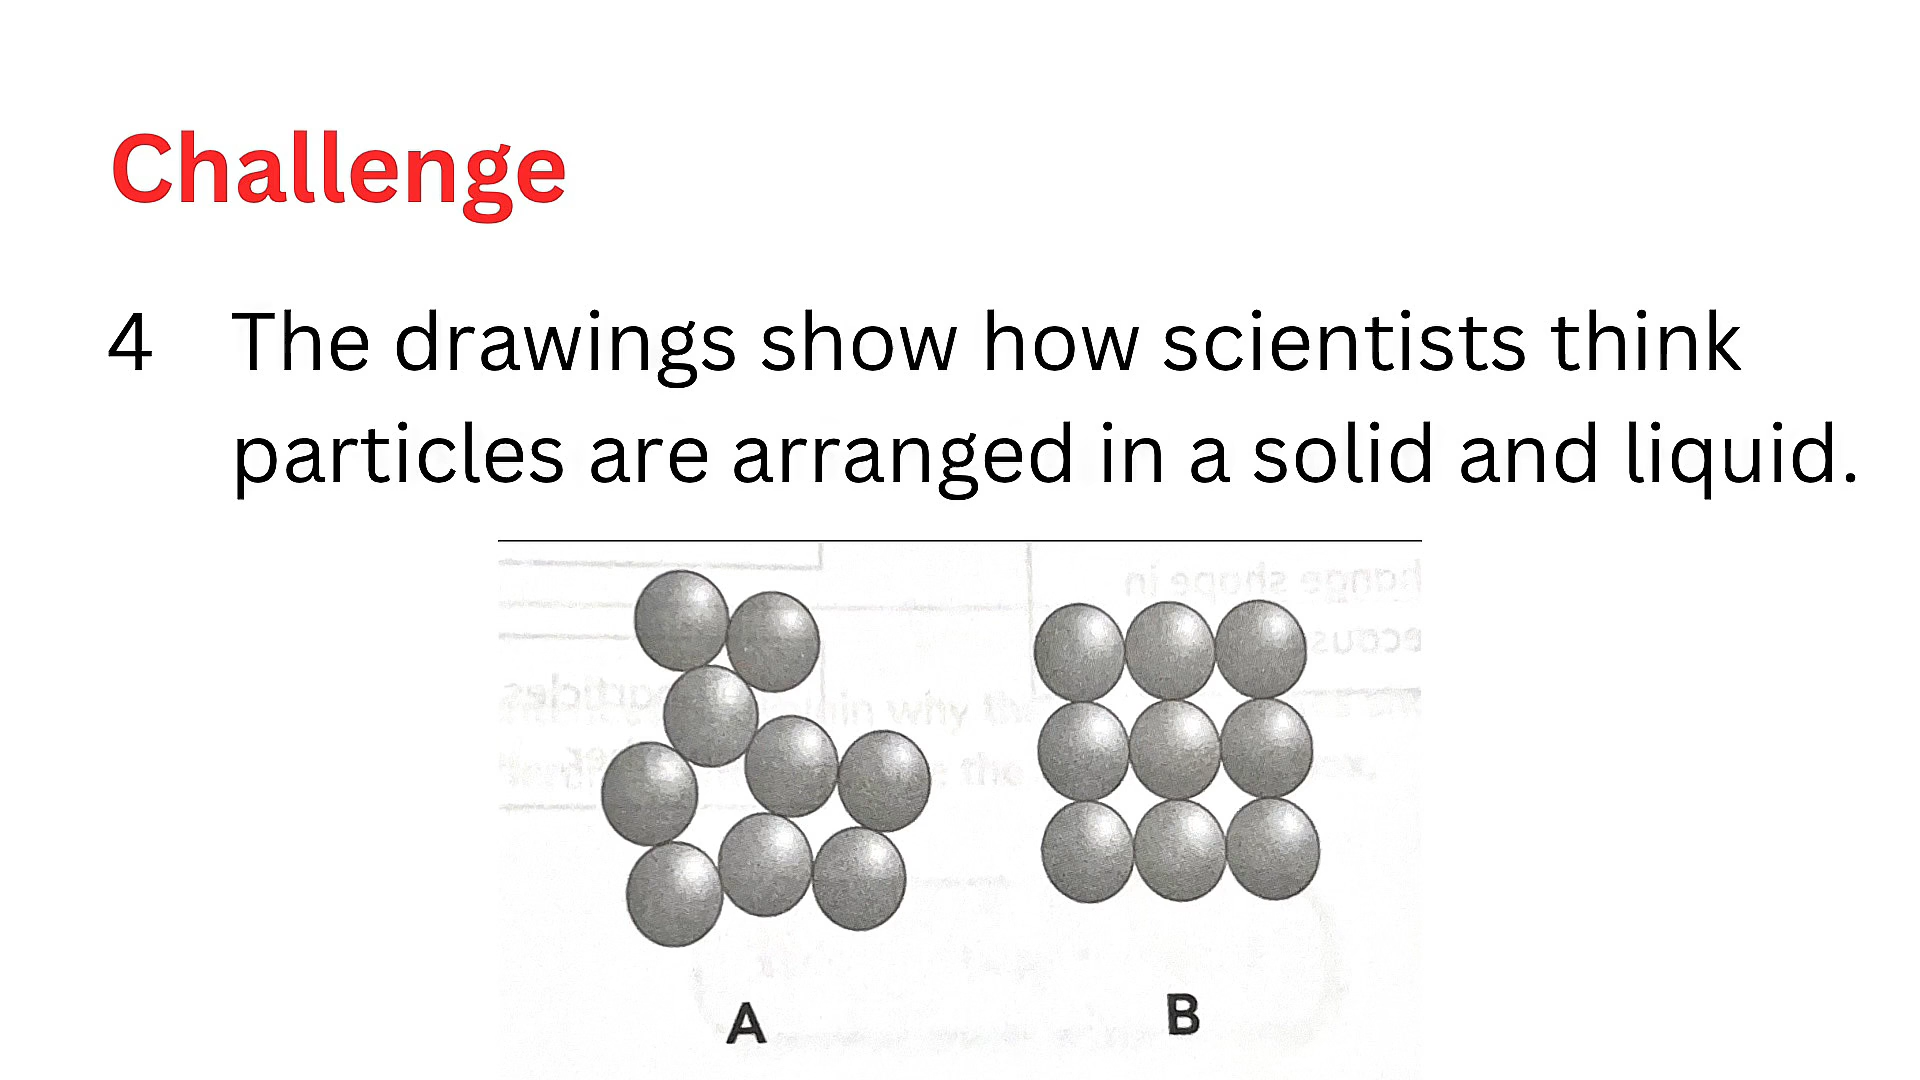 Challenge
4 The drawings show how scientists think
particles are arranged in a solid and liquid.
A
B